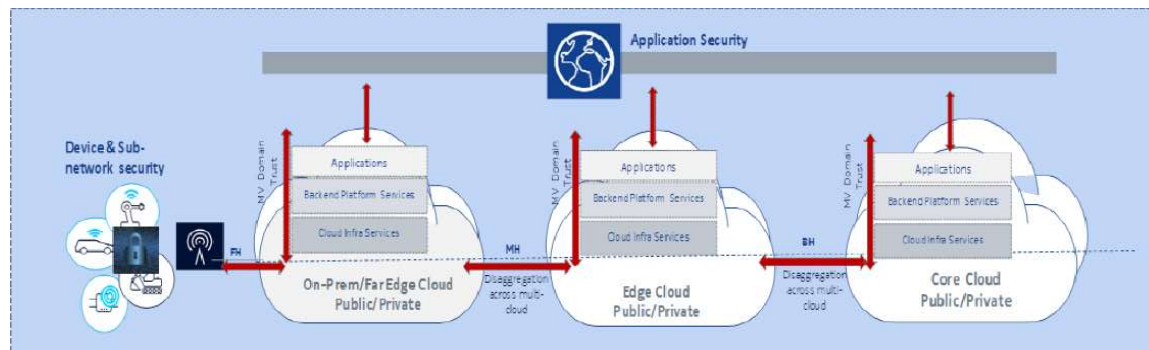 Application Security
Device & Sub-
network security
MV Domain
Trust
Applications
Backend Platform Services
Cloud Infra Services
FH
On-Prem/Far Edge Cloud
Public/Private
MH
Disaggregation
across multi-
cloud
MV Domain
Trust
Applications
Backend Platform Services
Cloud Infra Services
Edge Cloud
Public/Private
BH
Disaggregation
across multi-
cloud
MV Domain
Trust
Applications
Backend Platform Services
Cloud Infra Services
Core Cloud
Public/Private